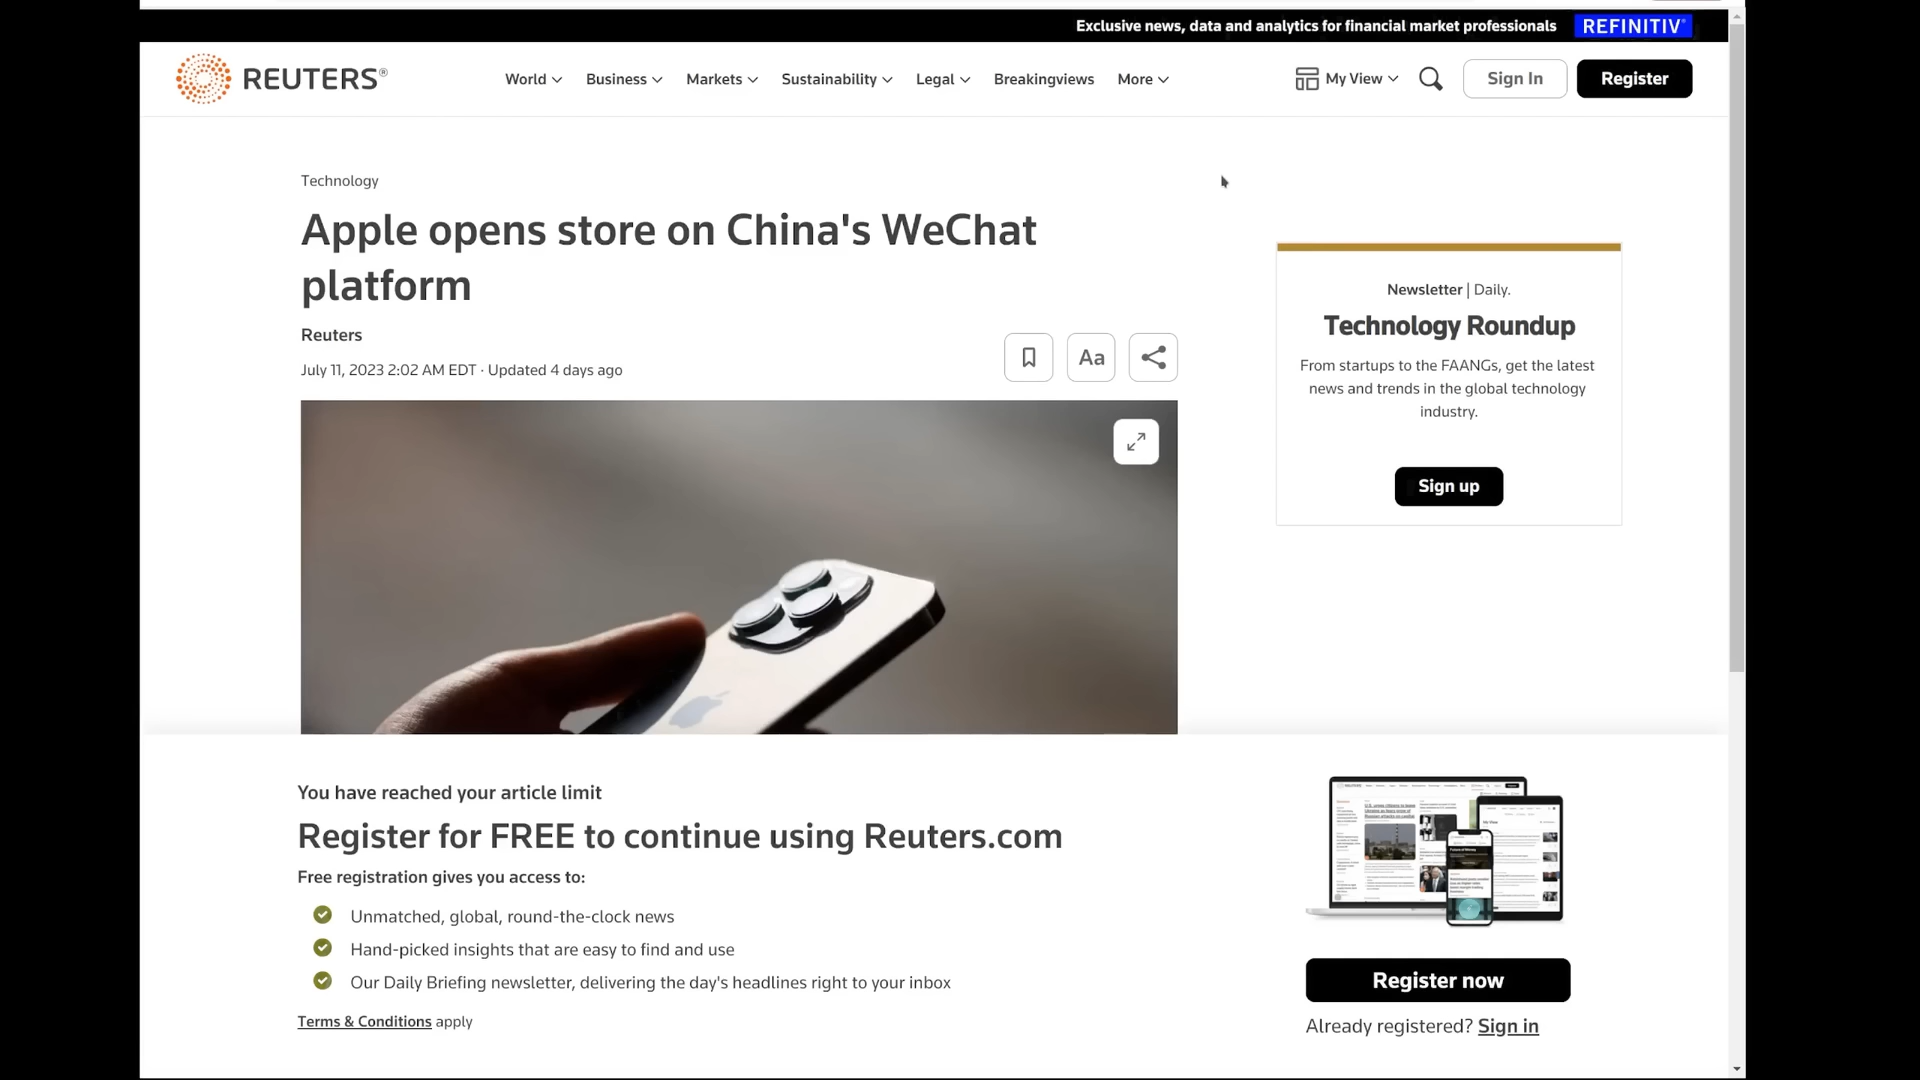 Exclusive news, data and analytics for financial market professionals REFINITIV
REUTERS®
World Business Markets Sustainability Legal Breakingviews More
My View Sign In Register
Technology
Apple opens store on China's WeChat
platform
Reuters
July 11, 2023 2:02 AM EDT · Updated 4 days ago
Aa
Newsletter | Daily.
Technology Roundup
From startups to the FAANGs, get the latest
news and trends in the global technology
industry.
Sign up
You have reached your article limit
Register for FREE to continue using Reuters.com
Free registration gives you access to:
Unmatched, global, round-the-clock news
Hand-picked insights that are easy to find and use
Our Daily Briefing newsletter, delivering the day's headlines right to your inbox
Terms & Conditions apply
Register now
Already registered? Sign in